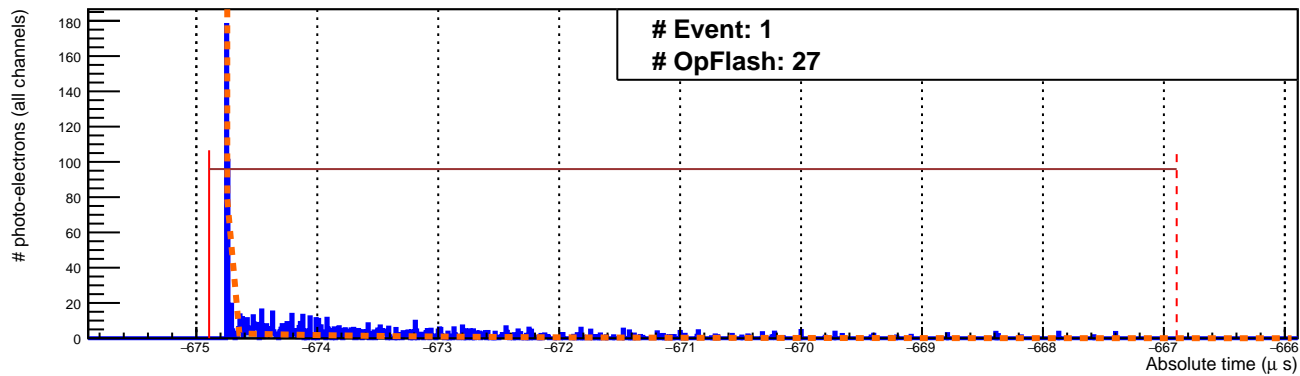 # Event: 1
# OpFlash: 27
# photo-electrons (all channels)
180
160
140
120
100
80
60
40
20
0
−675 −674 −673 −672 −671 −670 −669 −668 −667 −666
Absolute time (μ s)